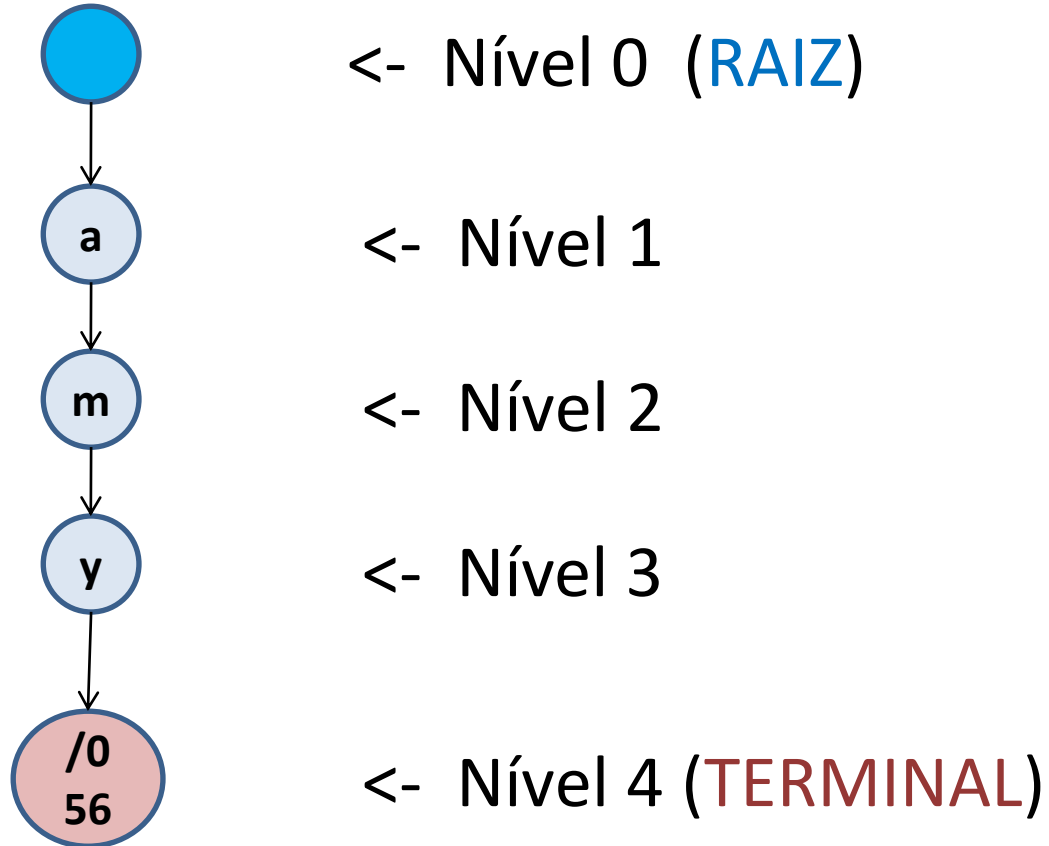 <- Nível 0 (RAIZ)
a
<- Nível 1
m
<- Nível 2
y
<- Nível 3
/0
56
<- Nível 4 (TERMINAL)